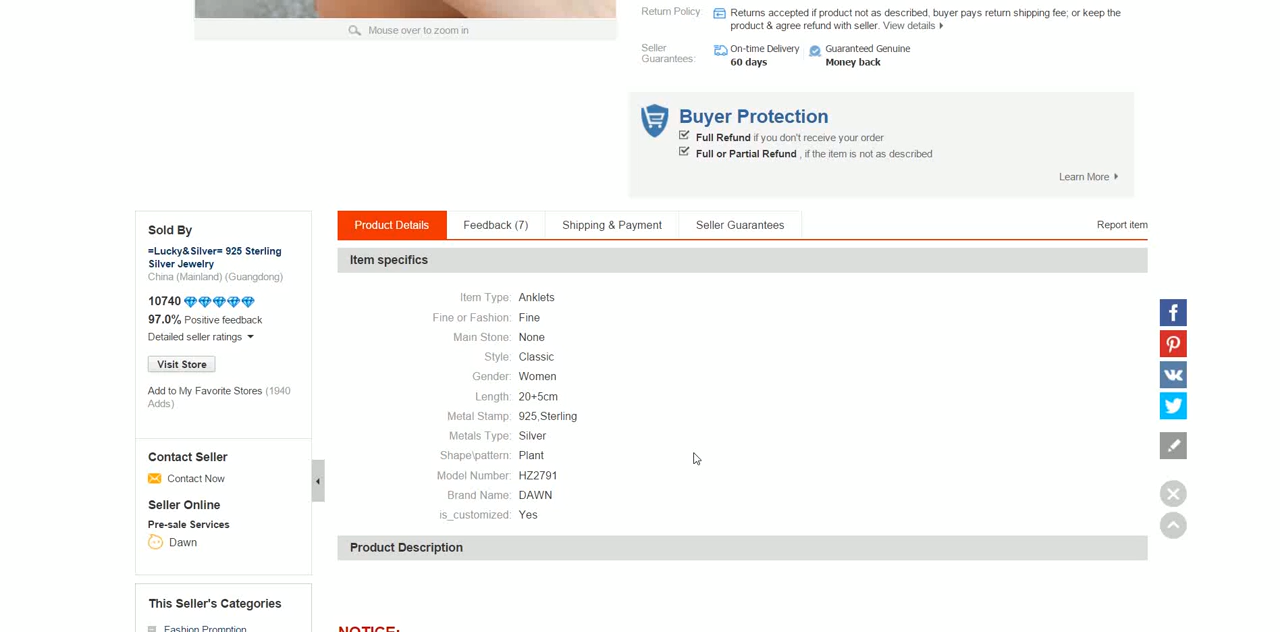 Mouse over to zoom in
Return Policy
Returns accepted if product not as described, buyer pays return shipping fee; or keep the
product & agree refund with seller. View details
Seller
Guarantees:
On-time Delivery
60 days
Guaranteed Genuine
Money back
Buyer Protection
Full Refund if you don't receive your order
Full or Partial Refund , if the item is not as described
Learn More
Sold By
=Lucky&Silver= 925 Sterling
Silver Jewelry
China (Mainland) (Guangdong)
10740
97.0% Positive feedback
Detailed seller ratings
Visit Store
Add to My Favorite Stores (1940
Adds)
Contact Seller
Contact Now
Seller Online
Pre-sale Services
Dawn
This Seller's Categories
Fashion Promption
Product Details
Feedback (7)
Shipping & Payment
Seller Guarantees
Report item
Item specifics
Item Type: Anklets
Fine or Fashion: Fine
Main Stone: None
Style: Classic
Gender: Women
Length: 20+5cm
Metal Stamp: 925,Sterling
Metals Type: Silver
Shape\pattern: Plant
Model Number: HZ2791
Brand Name: DAWN
is_customized: Yes
Product Description
NOTICE: